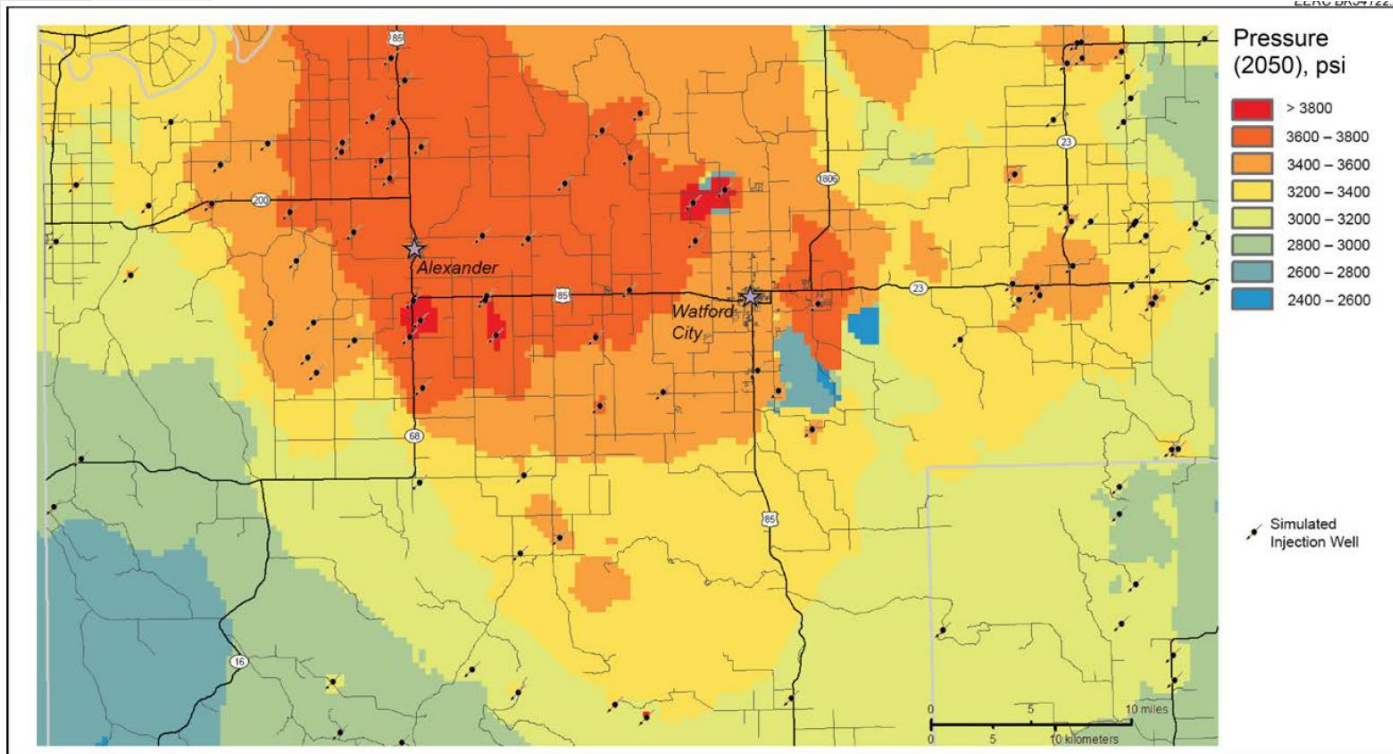 Pressure
(2050), psi
> 3800
3600 – 3800
3400 – 3600
3200 – 3400
3000 – 3200
2800 – 3000
2600 – 2800
2400 – 2600
Simulated
Injection Well
85
1806
23
200
Alexander
85
23
Watford
City
68
85
16
0 5 10 miles
0 5 10 kilometers